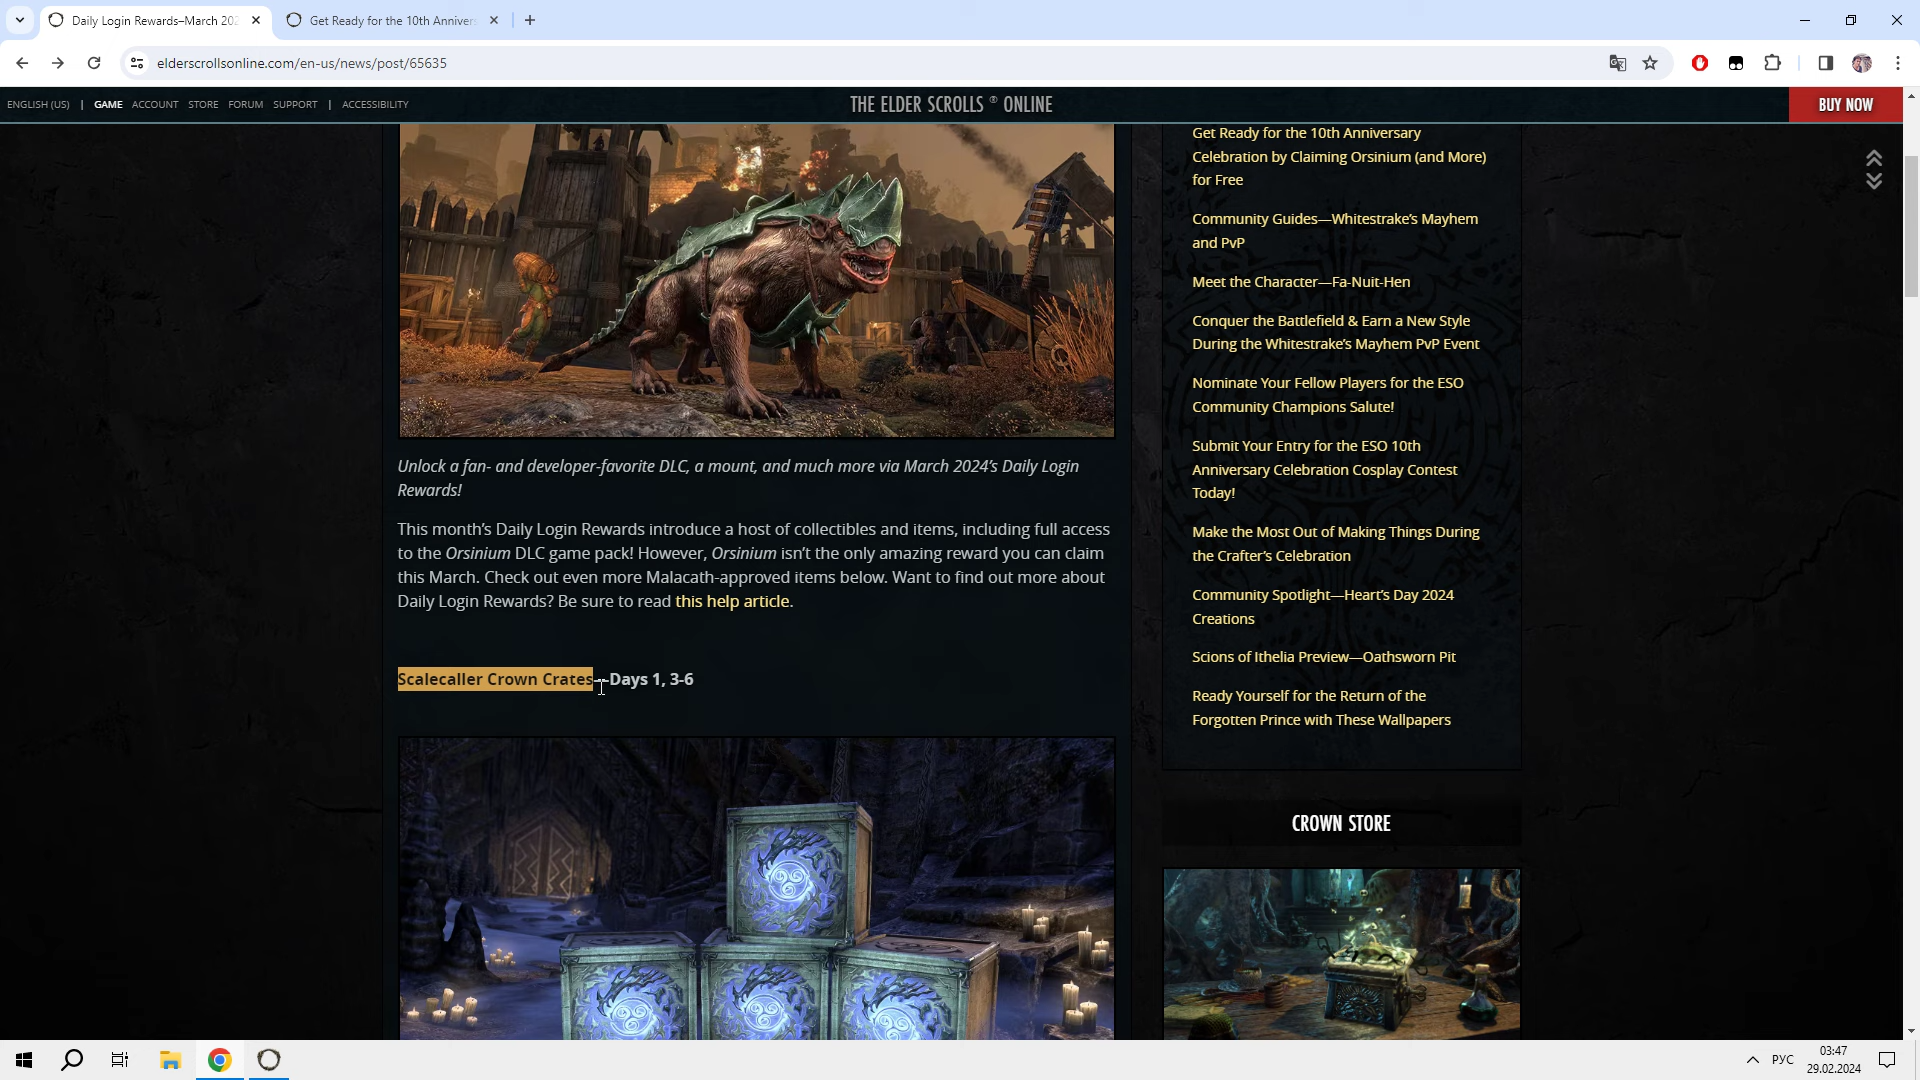 Daily Login Rewards–March 202
Get Ready for the 10th Annivers
elderscrollsonline.com/en-us/news/post/65635
ENGLISH (US) | GAME ACCOUNT STORE FORUM SUPPORT | ACCESSIBILITY
THE ELDER SCROLLS ® ONLINE
BUY NOW
Unlock a fan- and developer-favorite DLC, a mount, and much more via March 2024’s Daily Login
Rewards!
This month’s Daily Login Rewards introduce a host of collectibles and items, including full access
to the Orsinium DLC game pack! However, Orsinium isn’t the only amazing reward you can claim
this March. Check out even more Malacath-approved items below. Want to find out more about
Daily Login Rewards? Be sure to read this help article.
Scalecaller Crown Crates—Days 1, 3-6
Get Ready for the 10th Anniversary
Celebration by Claiming Orsinium (and More)
for Free
Community Guides—Whitestrake’s Mayhem
and PvP
Meet the Character—Fa-Nuit-Hen
Conquer the Battlefield & Earn a New Style
During the Whitestrake’s Mayhem PvP Event
Nominate Your Fellow Players for the ESO
Community Champions Salute!
Submit Your Entry for the ESO 10th
Anniversary Celebration Cosplay Contest
Today!
Make the Most Out of Making Things During
the Crafter’s Celebration
Community Spotlight—Heart’s Day 2024
Creations
Scions of Ithelia Preview—Oathsworn Pit
Ready Yourself for the Return of the
Forgotten Prince with These Wallpapers
CROWN STORE
РУС
03:47
29.02.2024